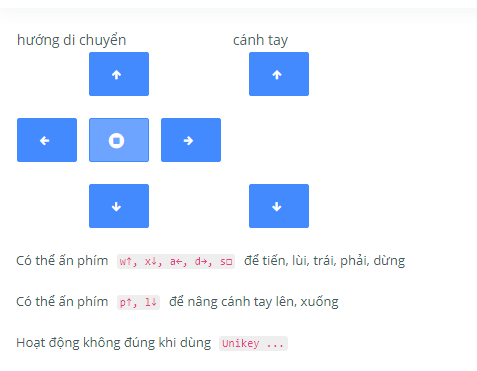 hướng di chuyển cánh tay
Có thể ấn phím w↑, x↓, a←, d→, s□ để tiến, lùi, trái, phải, dừng
Có thể ấn phím p↑, l↓ để nâng cánh tay lên, xuống
Hoạt động không đúng khi dùng Unikey ...